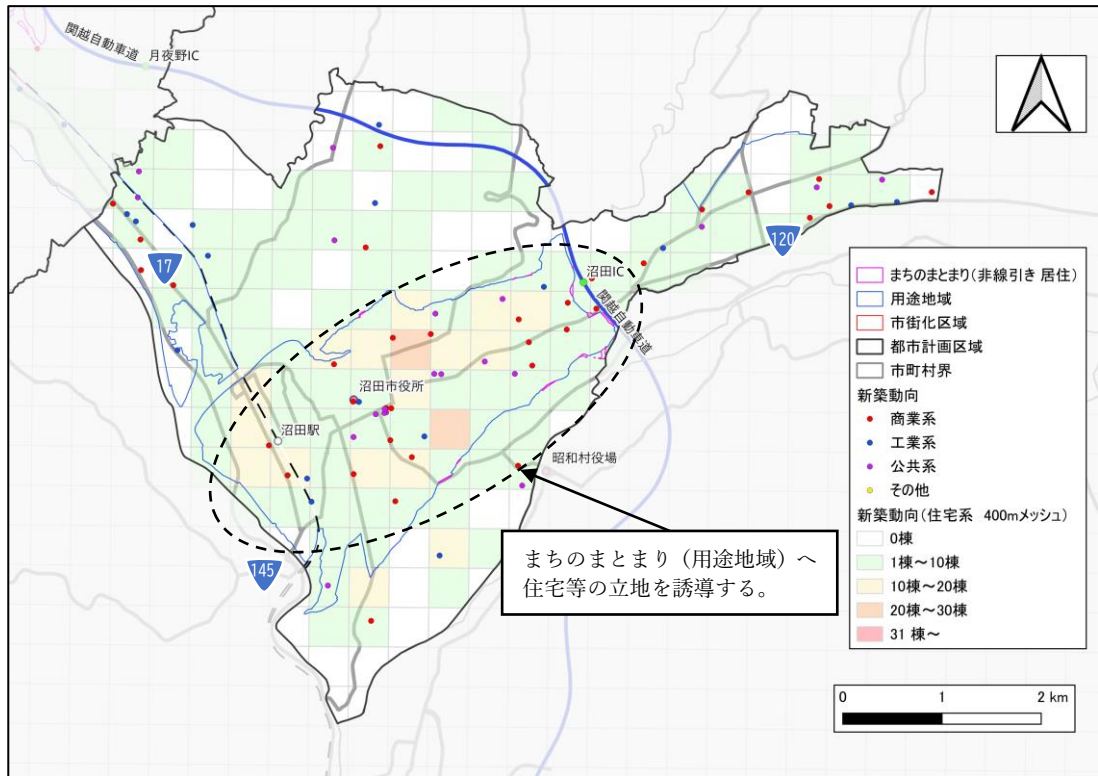 関越自動車道
月夜野IC
17
120
沼田IC
関越自動車道
沼田市役所
沼田駅
昭和村役場
145
まちのまとまり（用途地域）へ
住宅等の立地を誘導する。
まちのまとまり(非線引き 居住)
用途地域
市街化区域
都市計画区域
市町村界
新築動向
商業系
工業系
公共系
その他
新築動向(住宅系 400mメッシュ)
0棟
1棟～10棟
10棟～20棟
20棟～30棟
31 棟～
0 1 2 km